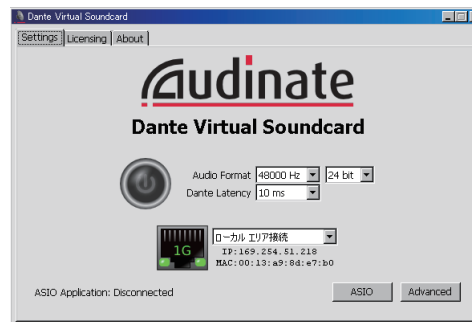 Dante Virtual Soundcard
Settings Licensing About
Audinate
Dante Virtual Soundcard
Audio Format 48000 Hz 24 bit
Dante Latency 10 ms
1G
ローカル エリア接続
IP:169.254.51.218
MAC:00:13:a9:8d:e7:b0
ASIO Application: Disconnected ASIO Advanced